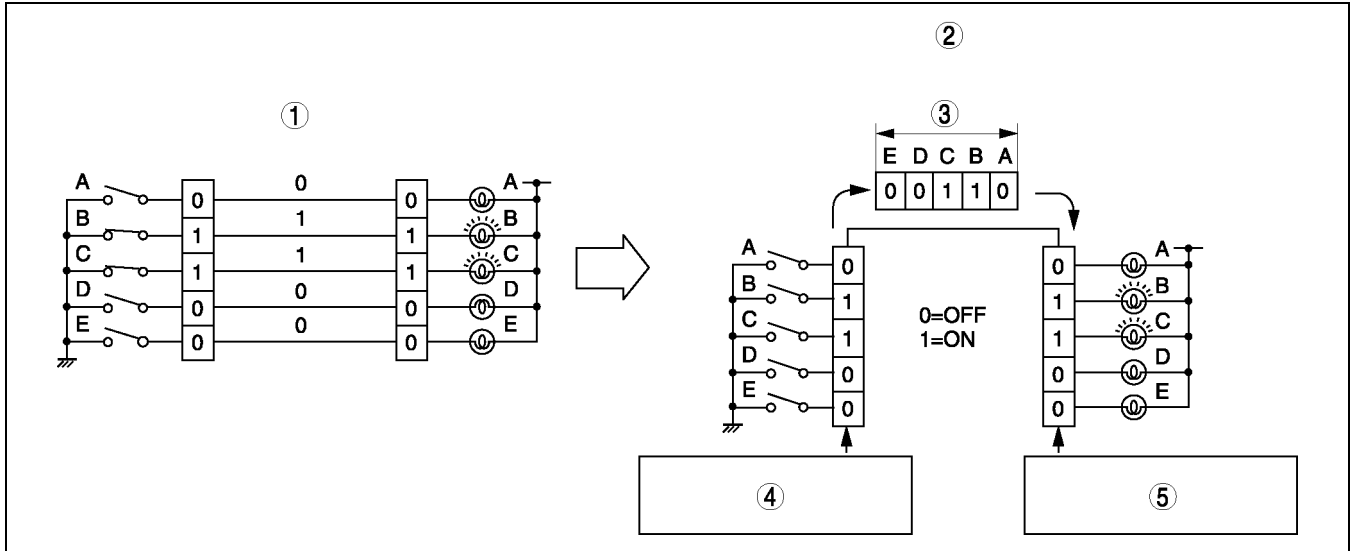 ②
①
③
E D C B A
0 0 1 1 0
A 0 0 0 A
B 1 1 1 B
C 1 1 1 C
D 0 0 0 D
E 0 0 0 E
A 0 0 A
B 1 1 B
C 1 1 C
D 0 0 D
E 0 0 E
0=OFF
1=ON
④
⑤